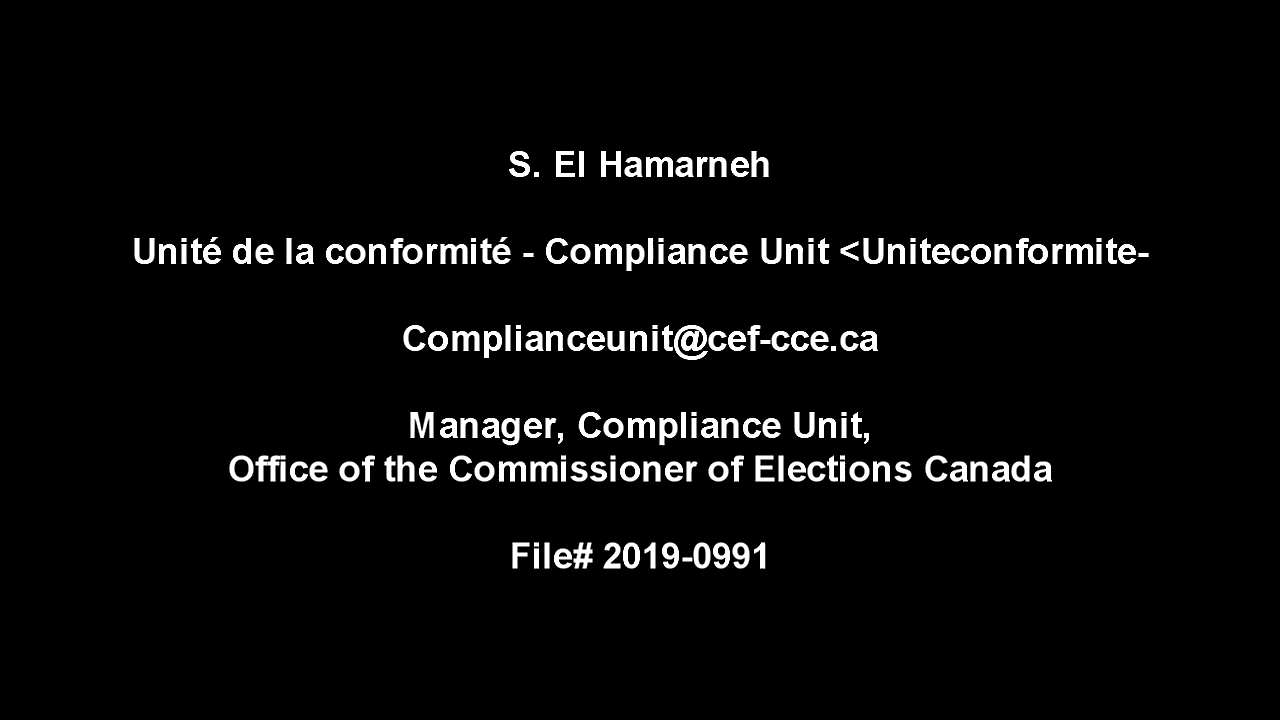 S. El Hamarneh
Unité de la conformité - Compliance Unit <Uniteconformite-
Complianceunit@cef-cce.ca
Manager, Compliance Unit,
Office of the Commissioner of Elections Canada
File# 2019-0991